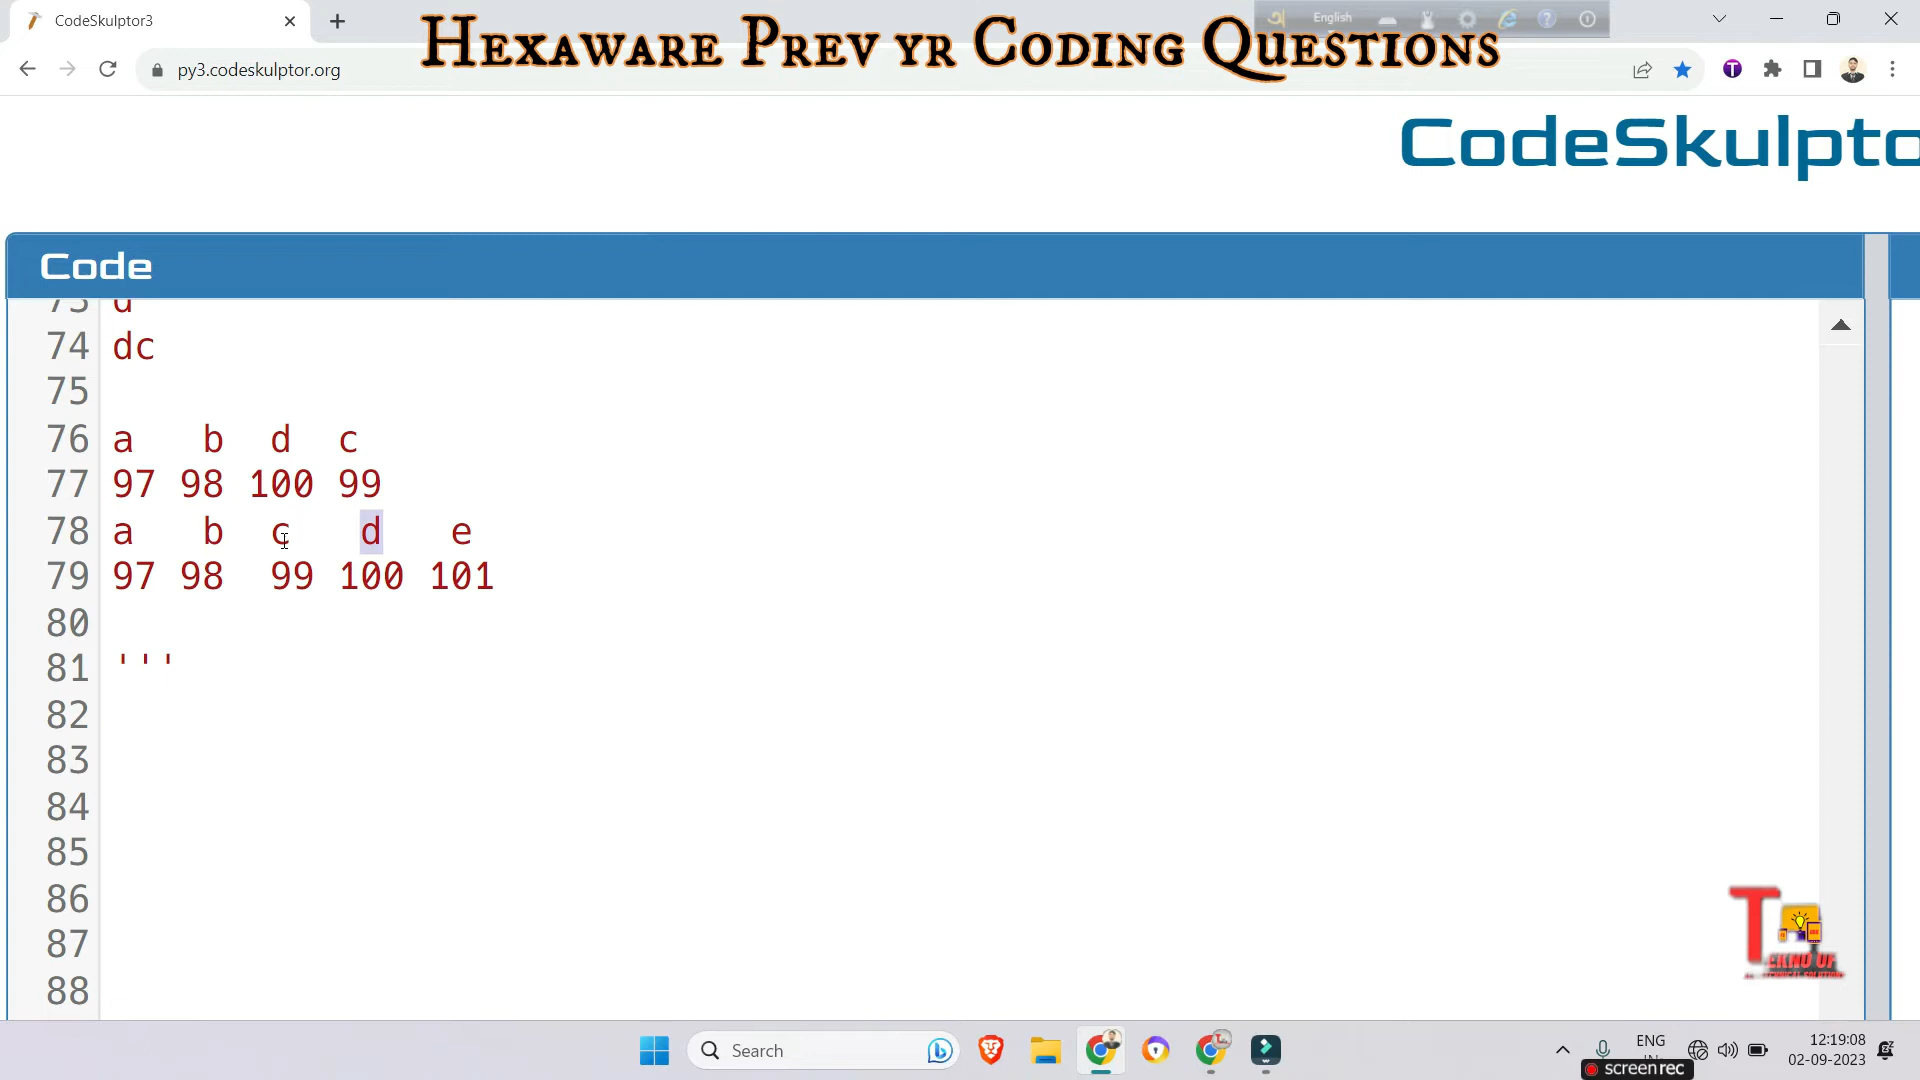 CodeSkulptor3
HEXAWARE PREV YR CODING QUESTIONS
English
py3.codeskulptor.org
CodeSkulpto
Code
73 d
74 dc
75
76 a b d c
77 97 98 100 99
78 a b c d e
79 97 98 99 100 101
80
81 '''
82
83
84
85
86
87
88
Search
ENG
12:19:08
02-09-2023
screenrec